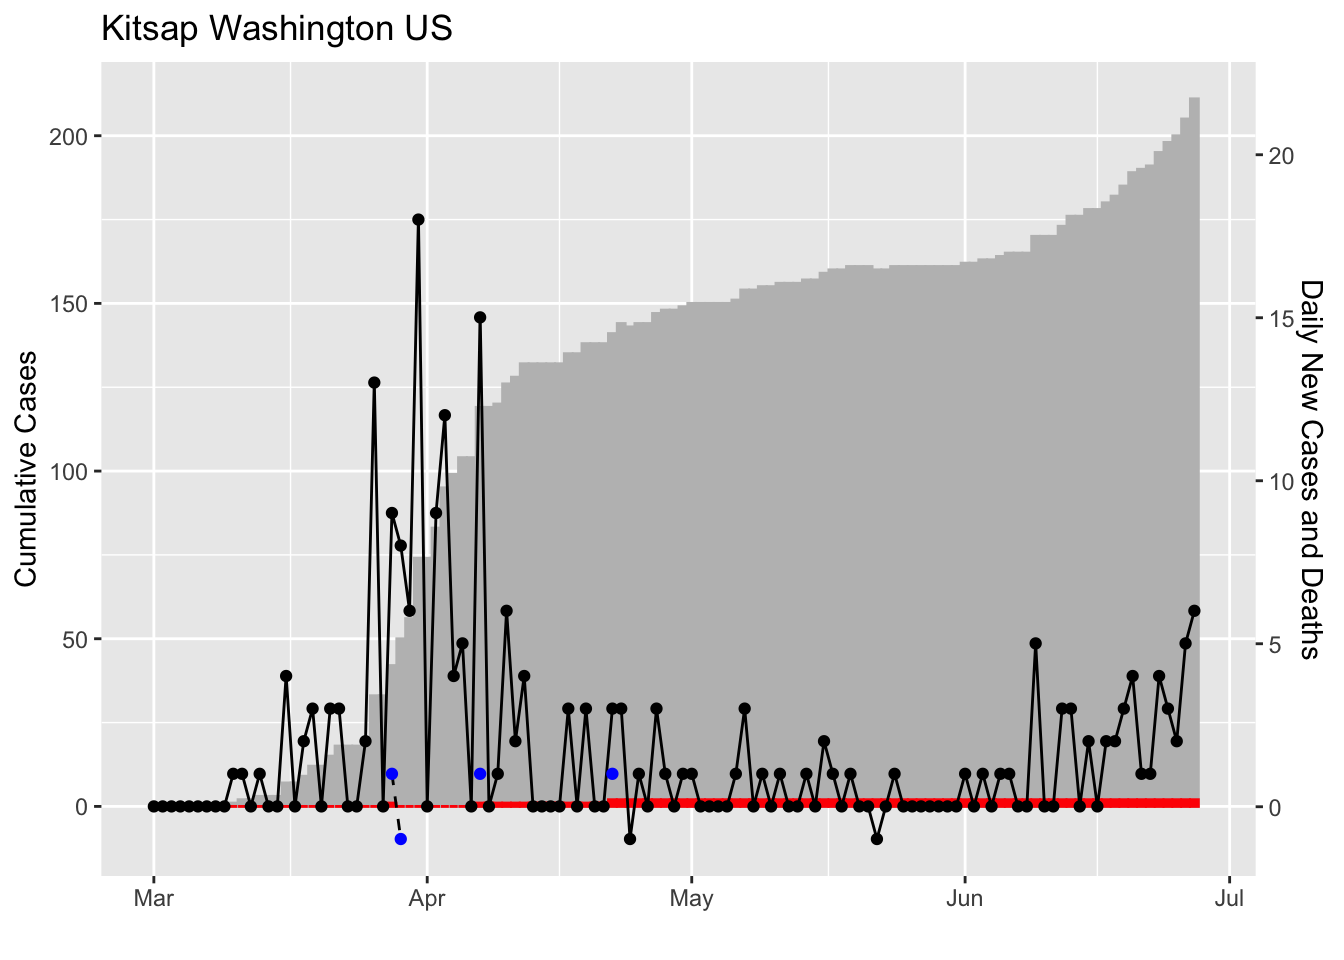 Kitsap Washington US
Cumulative Cases
200
150
100
50
0
20
15
10
5
0
Daily New Cases and Deaths
Mar
Apr
May
Jun
Jul